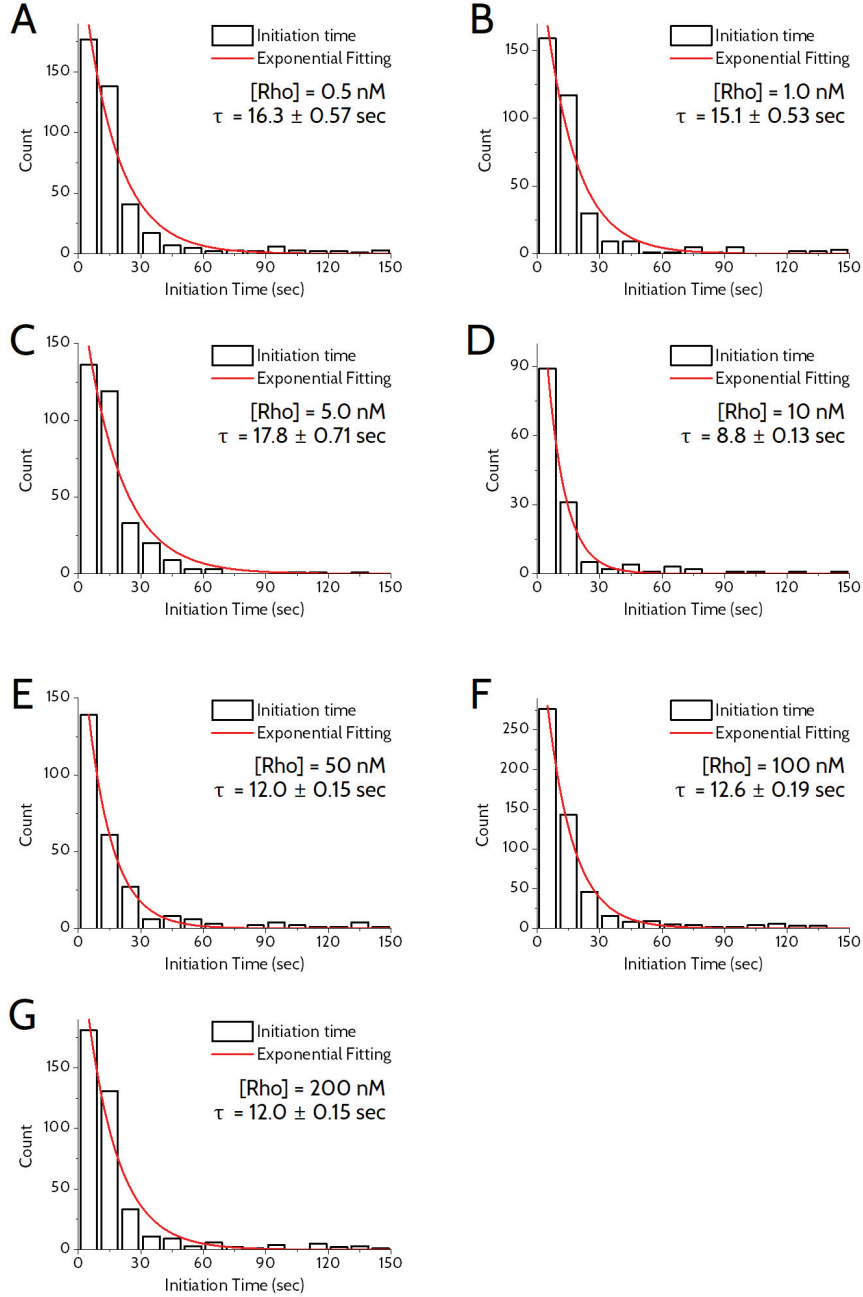 A
Initiation time
Exponential Fitting
[Rho] = 0.5 nM
τ = 16.3 ± 0.57 sec
Count
150
100
50
0
0 30 60 90 120 150
Initiation Time (sec)
B
Initiation time
Exponential Fitting
[Rho] = 1.0 nM
τ = 15.1 ± 0.53 sec
Count
150
100
50
0
0 30 60 90 120 150
Initiation Time (sec)
C
Initiation time
Exponential Fitting
[Rho] = 5.0 nM
τ = 17.8 ± 0.71 sec
Count
150
100
50
0
0 30 60 90 120 150
Initiation Time (sec)
D
Initiation time
Exponential Fitting
[Rho] = 10 nM
τ = 8.8 ± 0.13 sec
Count
90
60
30
0
0 30 60 90 120 150
Initiation Time (sec)
E
Initiation time
Exponential Fitting
[Rho] = 50 nM
τ = 12.0 ± 0.15 sec
Count
150
100
50
0
0 30 60 90 120 150
Initiation Time (sec)
F
Initiation time
Exponential Fitting
[Rho] = 100 nM
τ = 12.6 ± 0.19 sec
Count
250
200
150
100
50
0
0 30 60 90 120 150
Initiation Time (sec)
G
Initiation time
Exponential Fitting
[Rho] = 200 nM
τ = 12.0 ± 0.15 sec
Count
150
100
50
0
0 30 60 90 120 150
Initiation Time (sec)